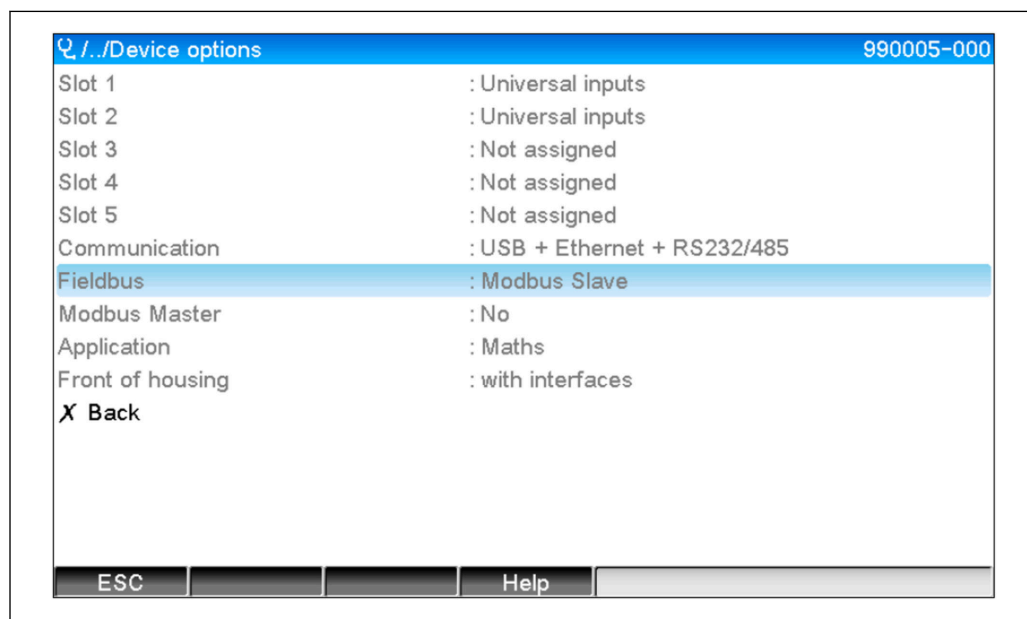 /../Device options 990005-000
Slot 1 : Universal inputs
Slot 2 : Universal inputs
Slot 3 : Not assigned
Slot 4 : Not assigned
Slot 5 : Not assigned
Communication : USB + Ethernet + RS232/485
Fieldbus : Modbus Slave
Modbus Master : No
Application : Maths
Front of housing : with interfaces
X Back
ESC Help